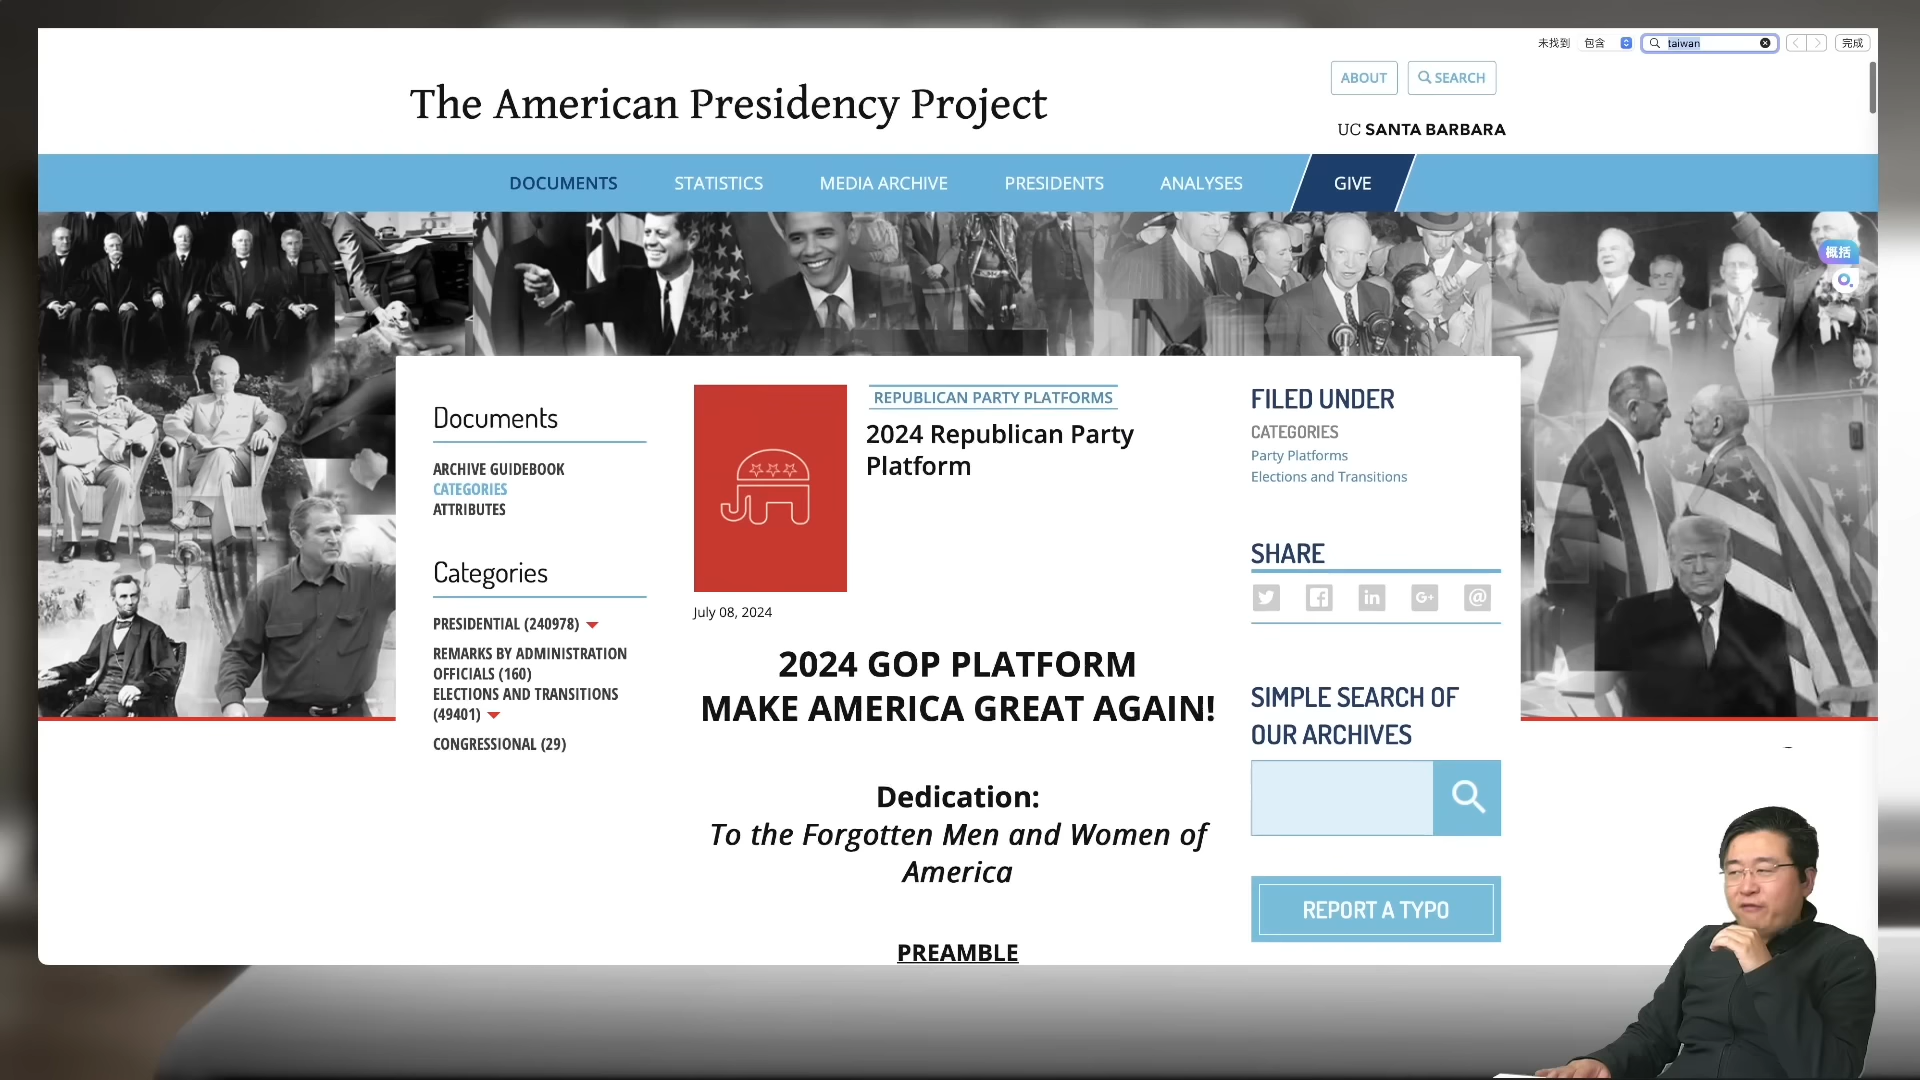 未找到 包含 taiwan 完成
The American Presidency Project
ABOUT SEARCH
UC SANTA BARBARA
DOCUMENTS STATISTICS MEDIA ARCHIVE PRESIDENTS ANALYSES GIVE
概括
Documents
ARCHIVE GUIDEBOOK
CATEGORIES
ATTRIBUTES
Categories
PRESIDENTIAL (240978)
REMARKS BY ADMINISTRATION
OFFICIALS (160)
ELECTIONS AND TRANSITIONS
(49401)
CONGRESSIONAL (29)
REPUBLICAN PARTY PLATFORMS
2024 Republican Party
Platform
July 08, 2024
2024 GOP PLATFORM
MAKE AMERICA GREAT AGAIN!
Dedication:
To the Forgotten Men and Women of
America
PREAMBLE
FILED UNDER
CATEGORIES
Party Platforms
Elections and Transitions
SHARE
SIMPLE SEARCH OF
OUR ARCHIVES
REPORT A TYPO